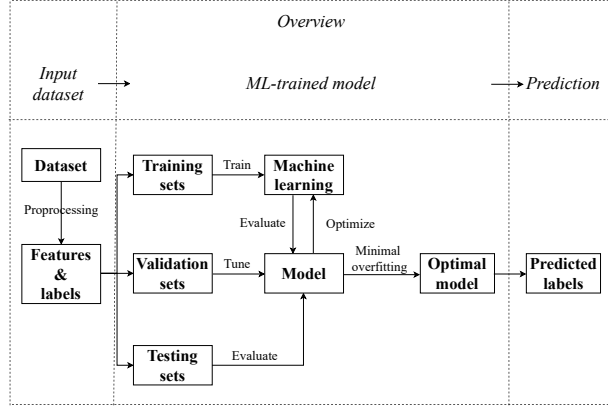 Overview
Input
dataset
ML-trained model
Prediction
Dataset
Proprocessing
Features
&
labels
Training
sets
Train
Machine
learning
Evaluate
Optimize
Validation
sets
Tune
Model
Minimal
overfitting
Optimal
model
Predicted
labels
Testing
sets
Evaluate